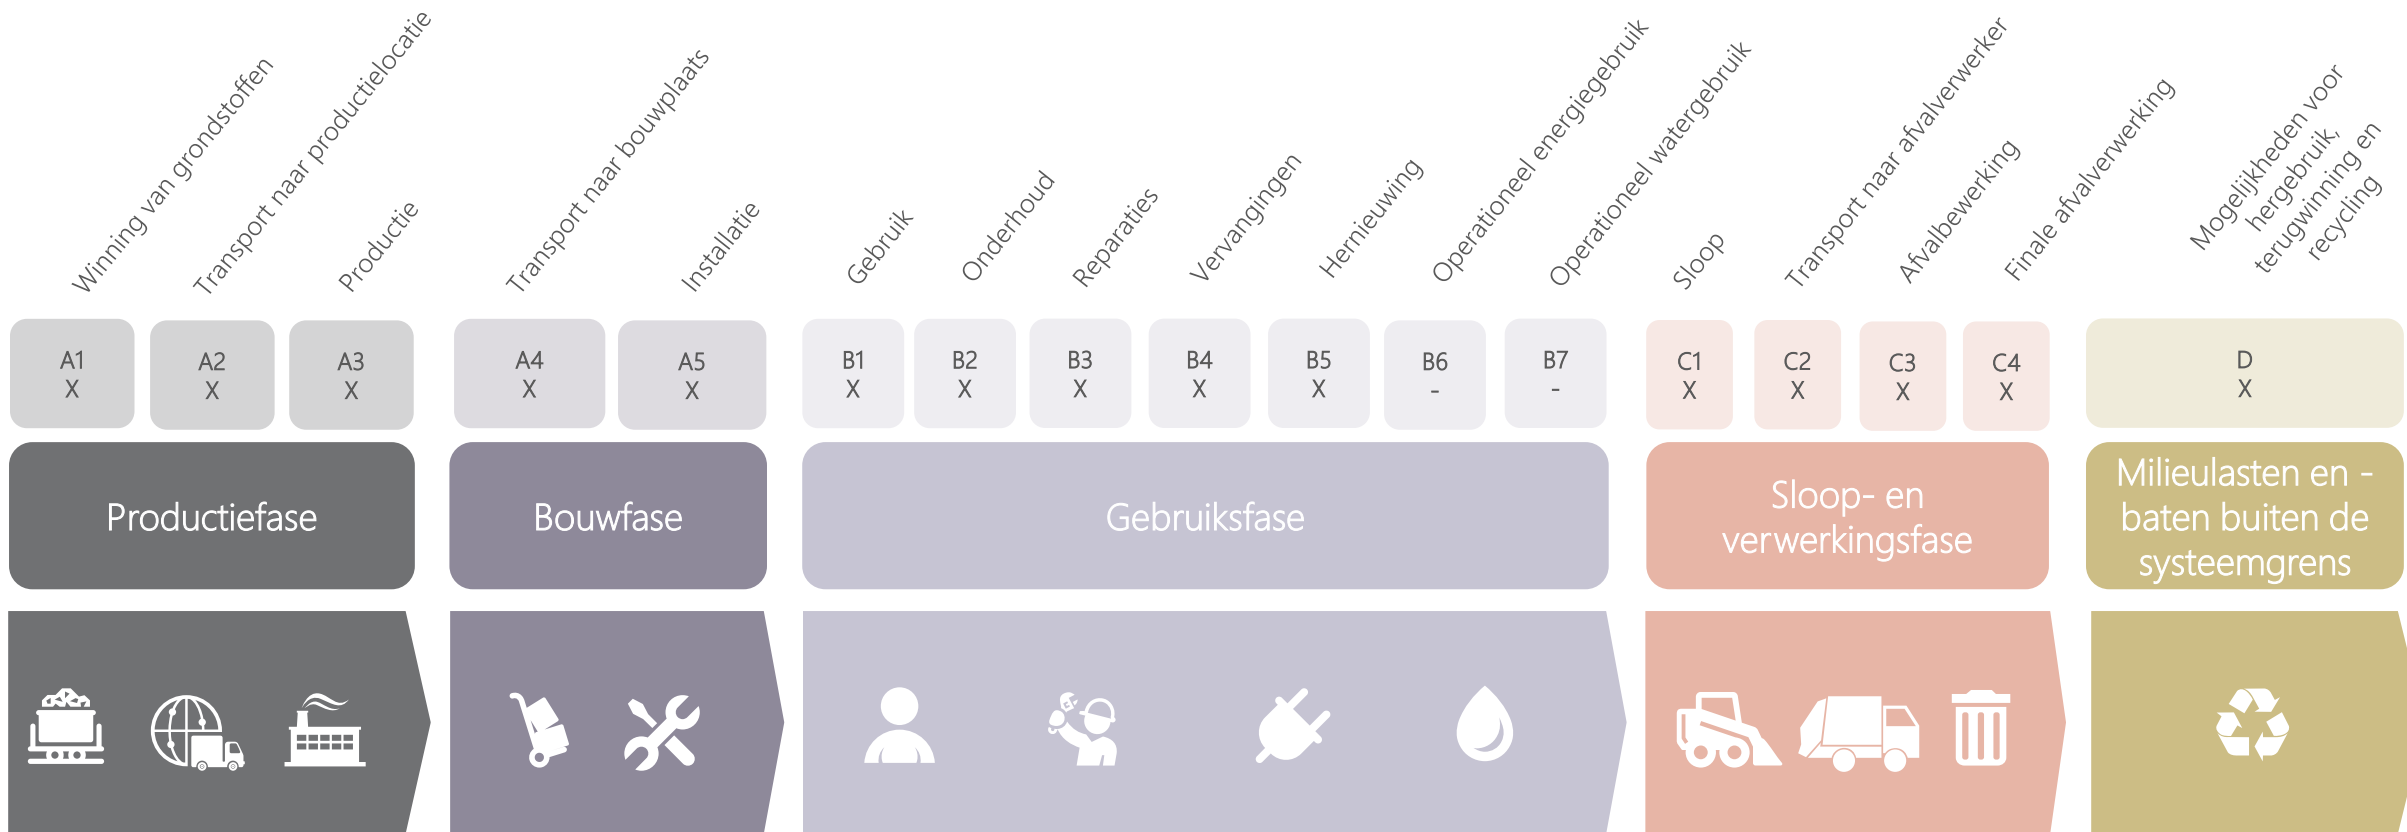 Winning van grondstoffen
Transport naar productielocatie
Productie
Transport naar bouwplaats
Installatie
Gebruik
Onderhoud
Reparaties
Vervangingen
Hernieuwing
Operationeel energiegebruik
Operationeel watergebruik
Sloop
Transport naar afvalverwerker
Afvalbewerking
Finale afvalverwerking
Mogelijkheden voor
hergebruik,
terugwinning en
recycling
A1
X
A2
X
A3
X
A4
X
A5
X
B1
X
B2
X
B3
X
B4
X
B5
X
B6
-
B7
-
C1
X
C2
X
C3
X
C4
X
D
X
Productiefase
Bouwfase
Gebruiksfase
Sloop- en
verwerkingsfase
Milieulasten en -
baten buiten de
systeemgrens